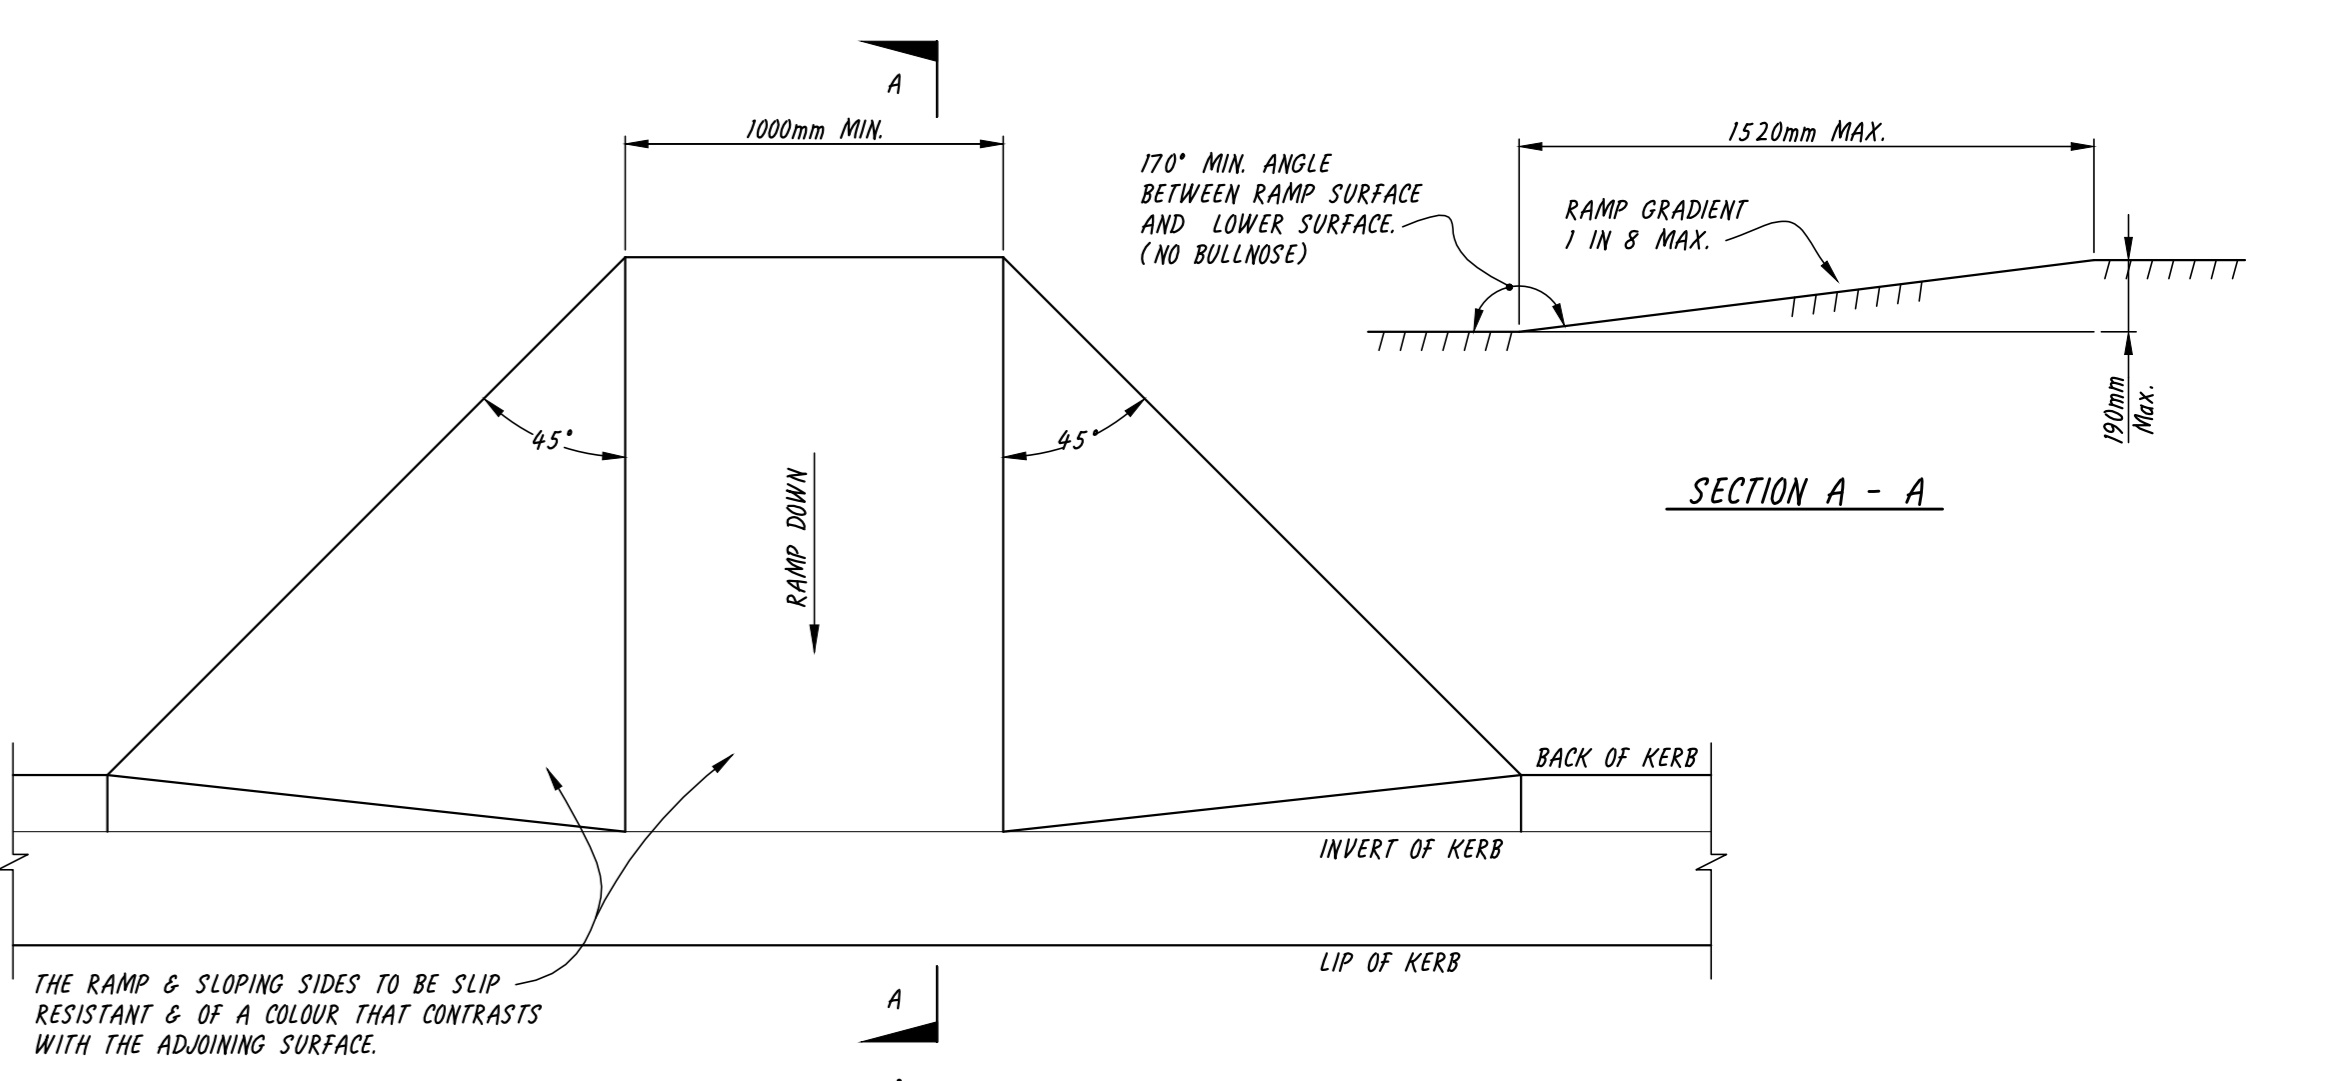 A
1000mm MIN.
45°
45°
RAMP DOWN
BACK OF KERB
INVERT OF KERB
LIP OF KERB
THE RAMP & SLOPING SIDES TO BE SLIP
RESISTANT & OF A COLOUR THAT CONTRASTS
WITH THE ADJOINING SURFACE.
A
170° MIN. ANGLE
BETWEEN RAMP SURFACE
AND LOWER SURFACE.
(NO BULLNOSE)
1520mm MAX.
RAMP GRADIENT
1 IN 8 MAX.
190mm
Max.
SECTION A - A